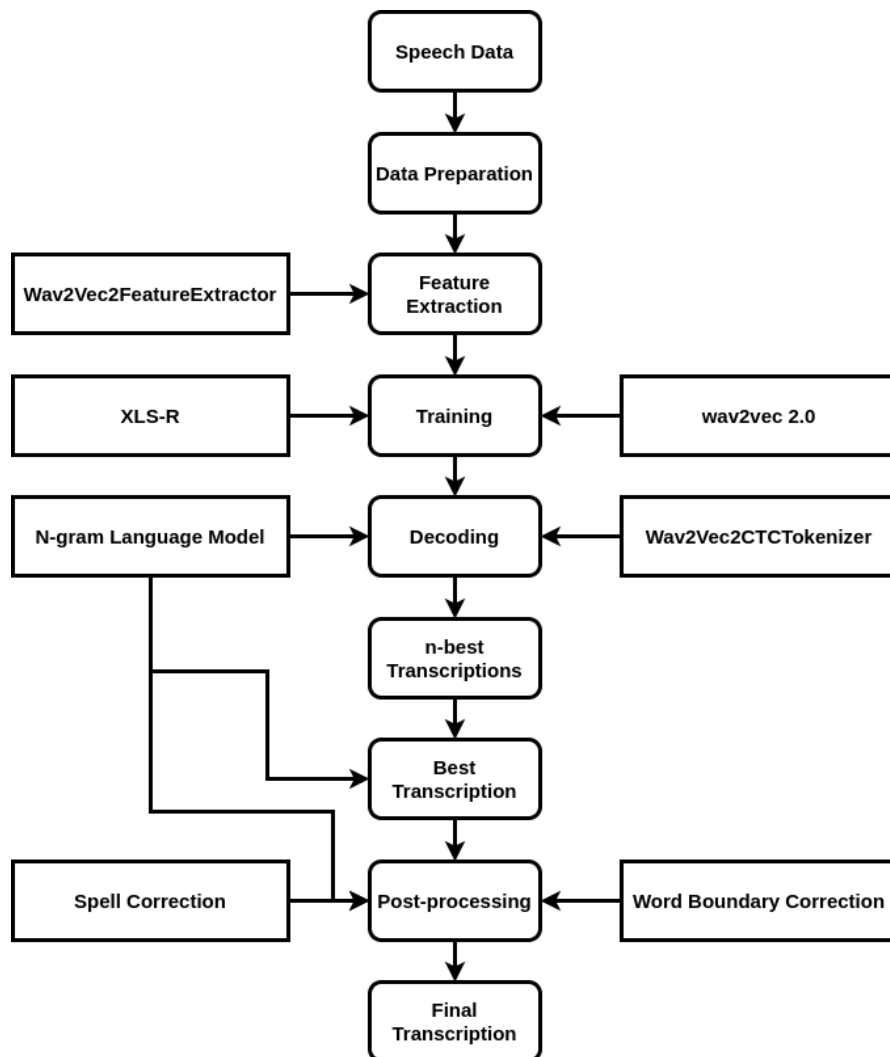 Speech Data
Data Preparation
Wav2Vec2FeatureExtractor
Feature
Extraction
XLS-R
Training
wav2vec 2.0
N-gram Language Model
Decoding
Wav2Vec2CTCTokenizer
n-best
Transcriptions
Best
Transcription
Spell Correction
Post-processing
Word Boundary Correction
Final
Transcription